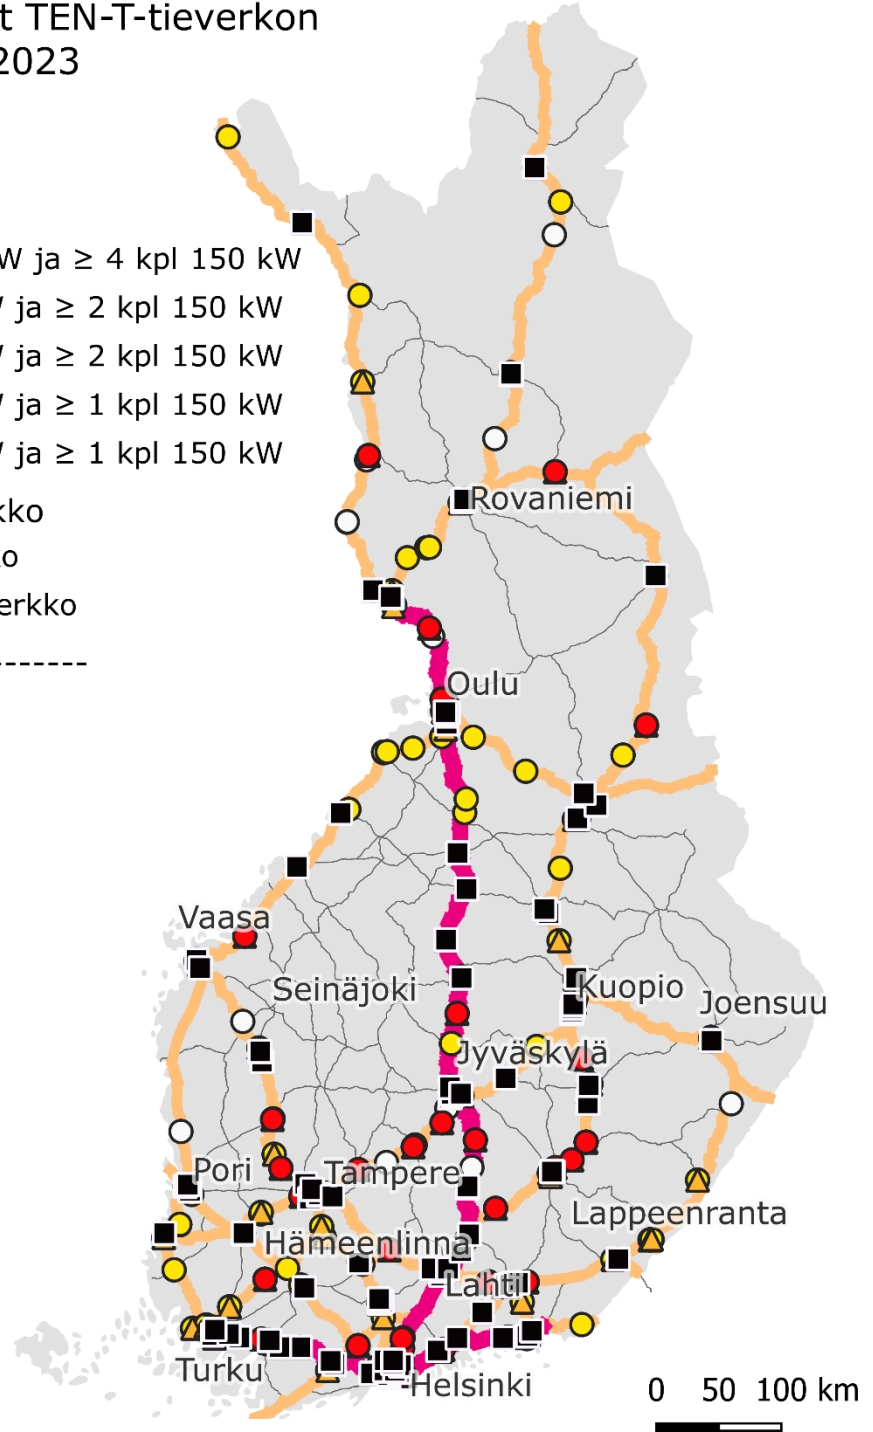 t TEN-T-tieverkon
2023
W ja ≥ 4 kpl 150 kW
ja ≥ 2 kpl 150 kW
ja ≥ 2 kpl 150 kW
ja ≥ 1 kpl 150 kW
ja ≥ 1 kpl 150 kW
kko
ko
erkko
-------
Rovaniemi
Oulu
Vaasa
Seinäjoki
Kuopio
Joensuu
Jyväskylä
Pori
Tampere
Lappeenranta
Hämeenlinna
Lahti
Turku
Helsinki
0 50 100 km